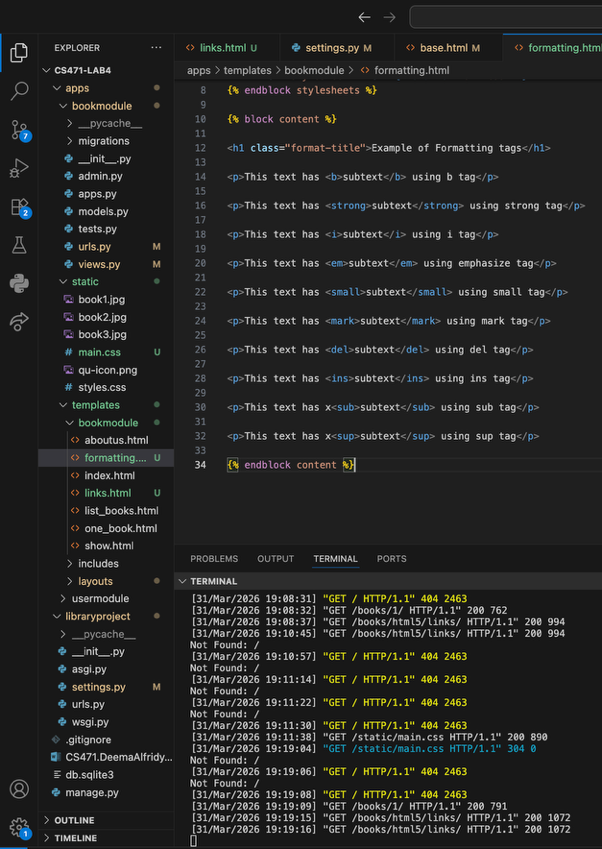 EXPLORER
CS471-LAB4
apps
bookmodule
__pycache__
migrations
__init__.py
admin.py
apps.py
models.py
tests.py
urls.py M
views.py M
static
book1.jpg
book2.jpg
book3.jpg
main.css U
qu-icon.png
styles.css
templates
bookmodule
aboutus.html
formatting.... U
index.html
links.html U
list_books.html
one_book.html
show.html
includes
layouts
usermodule
libraryproject
__pycache__
__init__.py
asgi.py
settings.py M
urls.py
wsgi.py
.gitignore
CS471.DeemaAlfridy...
db.sqlite3
manage.py
OUTLINE
TIMELINE
7
2
1
links.html U
settings.py M
base.html M
formatting.html
apps > templates > bookmodule > formatting.html
8 {% endblock stylesheets %}
9
10 {% block content %}
11
12 <h1 class="format-title">Example of Formatting tags</h1>
13
14 <p>This text has <b>subtext</b> using b tag</p>
15
16 <p>This text has <strong>subtext</strong> using strong tag</p>
17
18 <p>This text has <i>subtext</i> using i tag</p>
19
20 <p>This text has <em>subtext</em> using emphasize tag</p>
21
22 <p>This text has <small>subtext</small> using small tag</p>
23
24 <p>This text has <mark>subtext</mark> using mark tag</p>
25
26 <p>This text has <del>subtext</del> using del tag</p>
27
28 <p>This text has <ins>subtext</ins> using ins tag</p>
29
30 <p>This text has x<sub>subtext</sub> using sub tag</p>
31
32 <p>This text has x<sup>subtext</sup> using sup tag</p>
33
34 {% endblock content %}
PROBLEMS OUTPUT TERMINAL PORTS
TERMINAL
[31/Mar/2026 19:08:31] "GET / HTTP/1.1" 404 2463
[31/Mar/2026 19:08:32] "GET /books/1/ HTTP/1.1" 200 762
[31/Mar/2026 19:08:37] "GET /books/html5/links/ HTTP/1.1" 200 994
[31/Mar/2026 19:10:45] "GET /books/html5/links/ HTTP/1.1" 200 994
Not Found: /
[31/Mar/2026 19:10:57] "GET / HTTP/1.1" 404 2463
Not Found: /
[31/Mar/2026 19:11:14] "GET / HTTP/1.1" 404 2463
Not Found: /
[31/Mar/2026 19:11:22] "GET / HTTP/1.1" 404 2463
Not Found: /
[31/Mar/2026 19:11:30] "GET / HTTP/1.1" 404 2463
[31/Mar/2026 19:11:38] "GET /static/main.css HTTP/1.1" 200 890
[31/Mar/2026 19:19:04] "GET /static/main.css HTTP/1.1" 304 0
Not Found: /
[31/Mar/2026 19:19:06] "GET / HTTP/1.1" 404 2463
Not Found: /
[31/Mar/2026 19:19:08] "GET / HTTP/1.1" 404 2463
[31/Mar/2026 19:19:09] "GET /books/1/ HTTP/1.1" 200 791
[31/Mar/2026 19:19:15] "GET /books/html5/links/ HTTP/1.1" 200 1072
[31/Mar/2026 19:19:16] "GET /books/html5/links/ HTTP/1.1" 200 1072